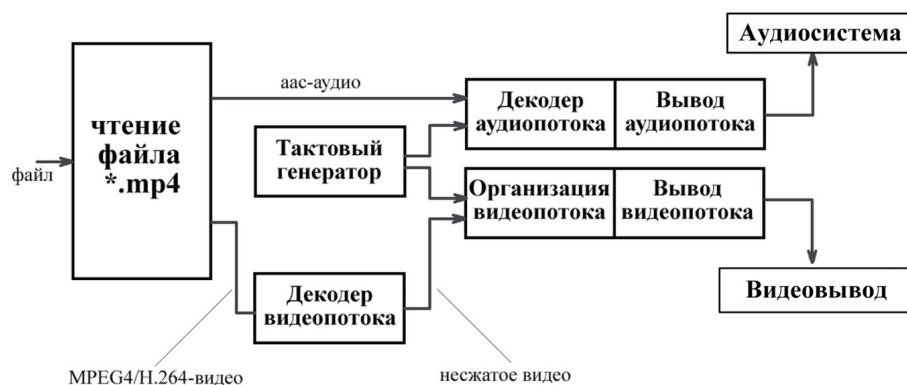 Аудиосистема
аас-аудио
Декодер
аудиопотока
Вывод
аудиопотока
чтение
файла
*.mp4
файл
Тактовый
генератор
Организация
видеопотока
Вывод
видеопотока
Декодер
видеопотока
Видеовывод
MPEG4/H.264-видео
несжатое видео